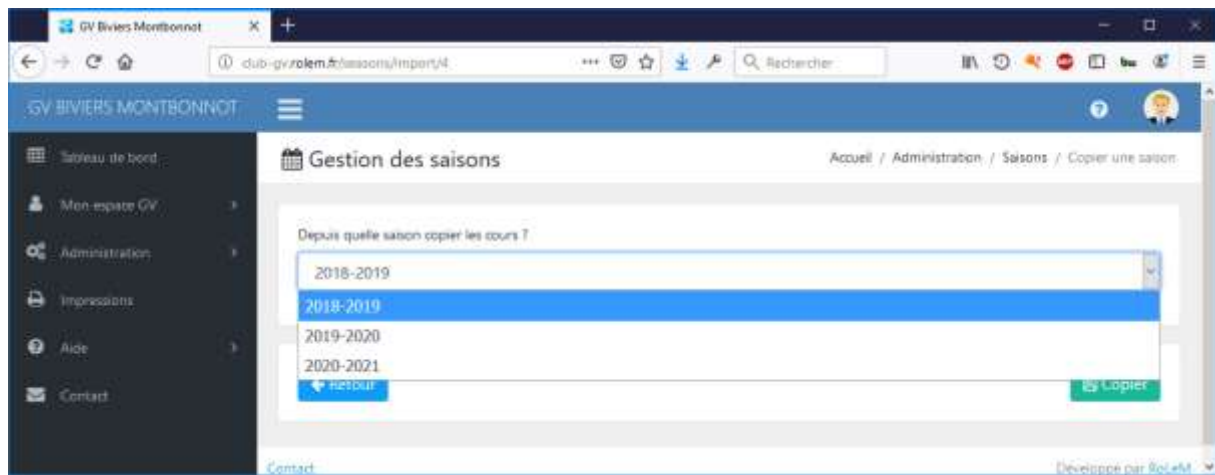 GV Biviers Montbonnot
club-gv.rolem.fr/seasons/import/4
Rechercher
GV BIVIERS MONTBONNOT
Tableau de bord
Gestion des saisons
Accueil / Administration / Saisons / Copier une saison
Mon espace GV
Depuis quelle saison copier les cours ?
Administration
2018-2019
2018-2019
Impressions
2019-2020
Aide
2020-2021
Retour
Copier
Contact
Contact
Développé par RoLeM